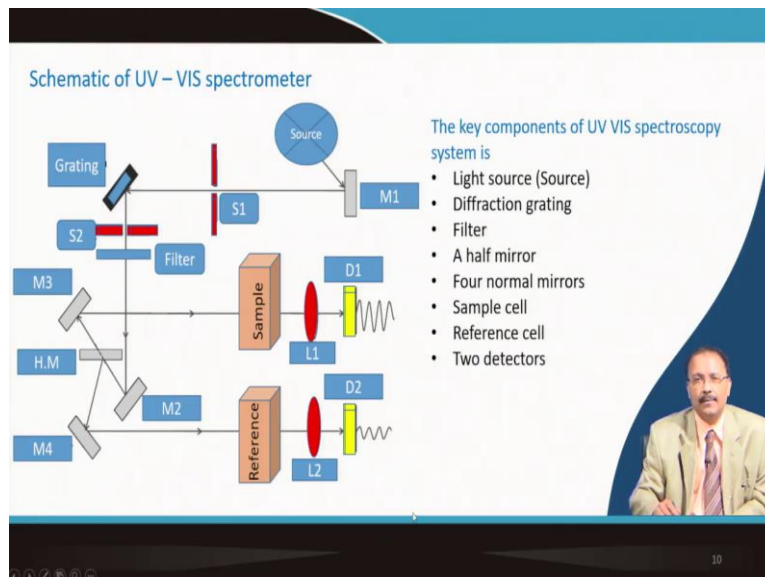 Schematic of UV – VIS spectrometer
Source
Grating
M1
S1
S2
Filter
M3
D1
Sample
L1
H.M
M2
D2
M4
Reference
L2
The key components of UV VIS spectroscopy
system is
• Light source (Source)
• Diffraction grating
• Filter
• A half mirror
• Four normal mirrors
• Sample cell
• Reference cell
• Two detectors
10